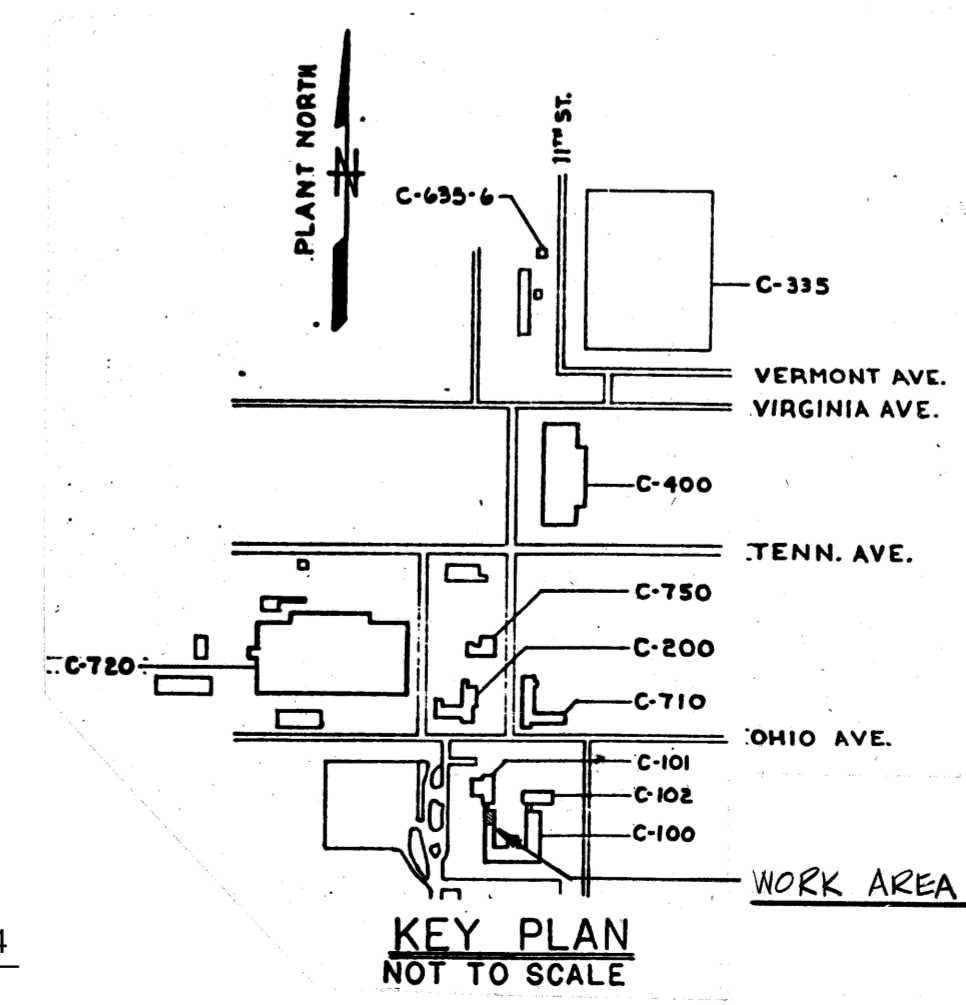 PLANT NORTH
N
11TH ST.
C-635-6
C-335
VERMONT AVE.
VIRGINIA AVE.
C-400
TENN. AVE.
C-750
C-200
C-720
C-710
OHIO AVE.
C-101
C-102
C-100
WORK AREA
KEY PLAN
NOT TO SCALE
4